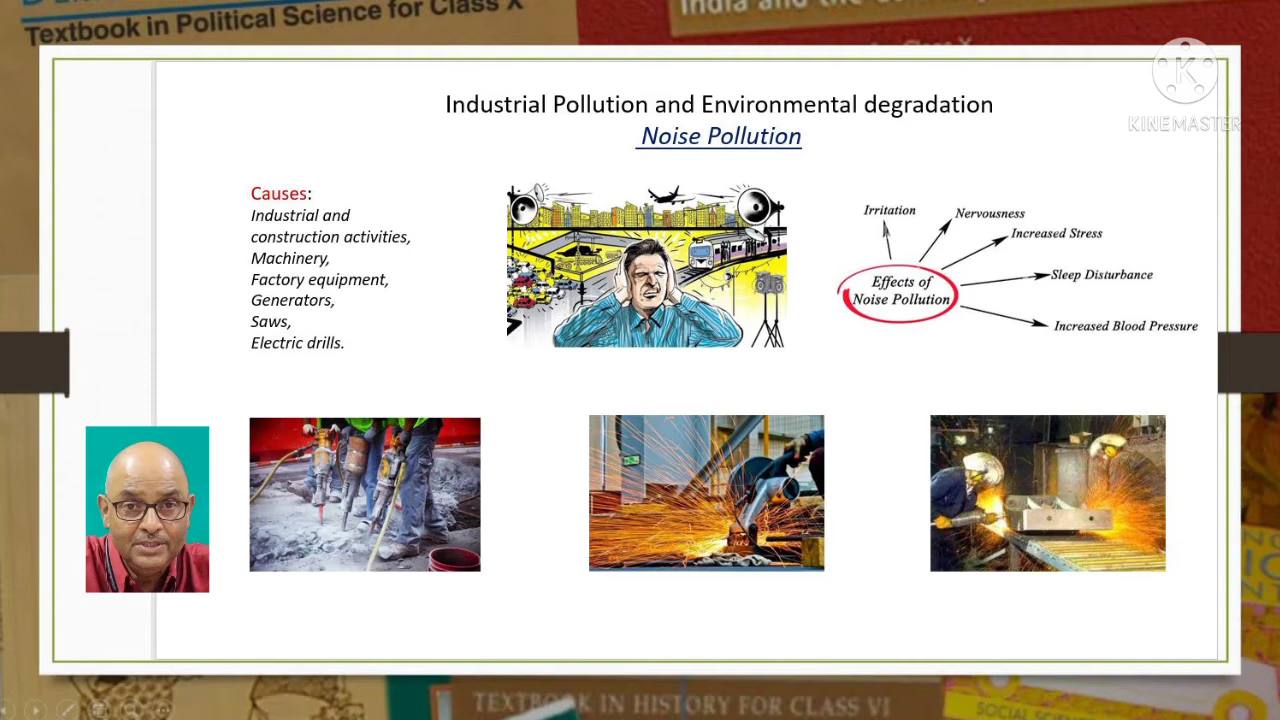 Textbook in Political Science for Class X
India and the
Class X
KINEMASTER
Industrial Pollution and Environmental degradation
Noise Pollution
Causes:
Industrial and
construction activities,
Machinery,
Factory equipment,
Generators,
Saws,
Electric drills.
Irritation
Nervousness
Increased Stress
Effects of
Noise Pollution
Sleep Disturbance
Increased Blood Pressure
TEXTBOOK IN HISTORY FOR CLASS VI
SOCIAL